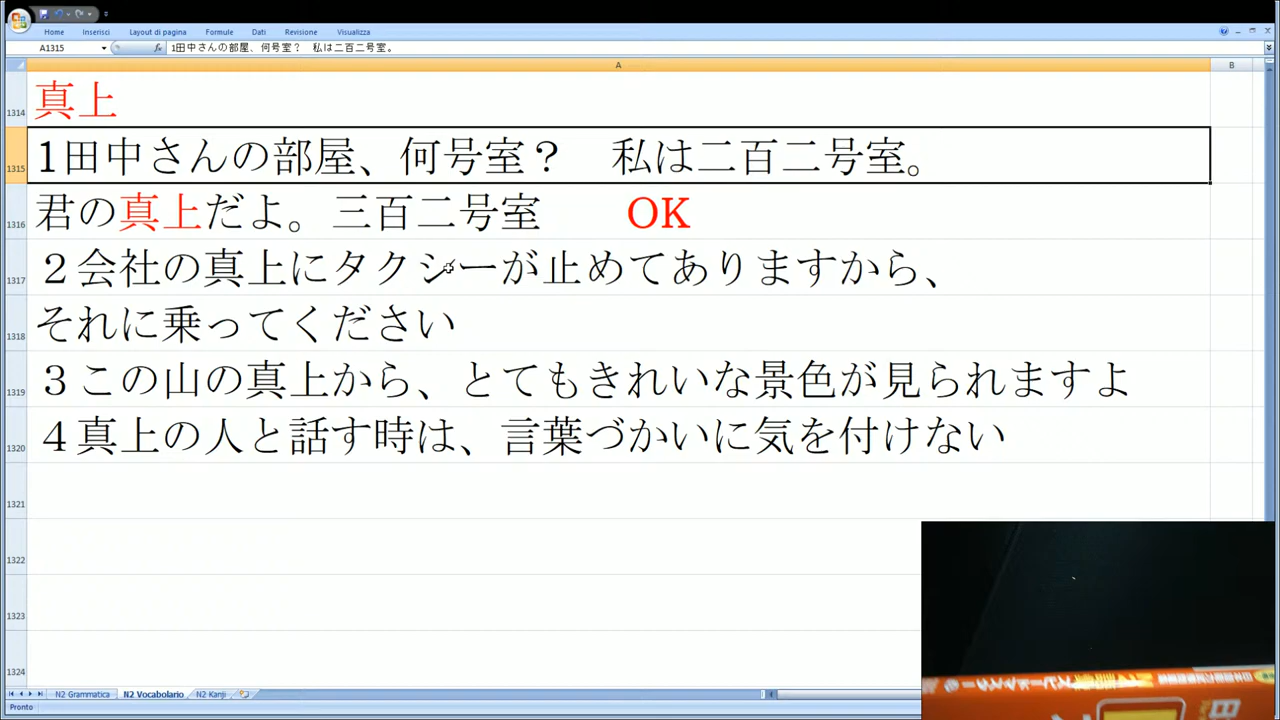 Home Inserisci Layout di pagina Formule Dati Revisione Visualizza
A1315 fx 1田中さんの部屋、何号室？ 私は二百二号室。
A B
1314 真上
1315 1田中さんの部屋、何号室？ 私は二百二号室。
1316 君の真上だよ。三百二号室 OK
1317 ２会社の真上にタクシーが止めてありますから、
1318 それに乗ってください
1319 ３この山の真上から、とてもきれいな景色が見られますよ
1320 ４真上の人と話す時は、言葉づかいに気を付けない
1321
1322
1323
1324
N2 Grammatica N2 Vocabolario N2 Kanji
Pronto